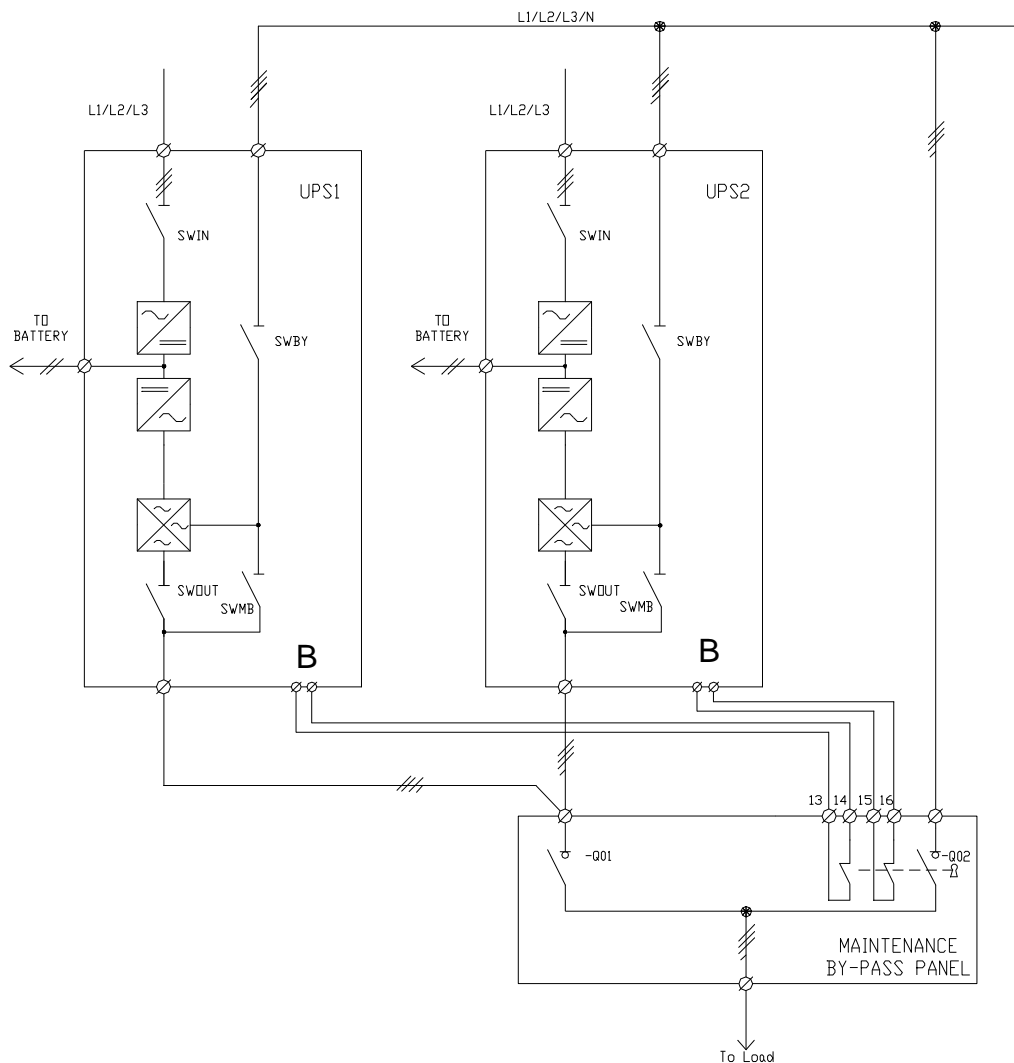 L1/L2/L3/N
L1/L2/L3
L1/L2/L3
UPS1
UPS2
SWIN
SWIN
TO
BATTERY
SWBY
TO
BATTERY
SWBY
SWOUT
SWMB
SWOUT
SWMB
B
B
13 14 15 16
-Q01
-Q02
MAINTENANCE
BY-PASS PANEL
To Load